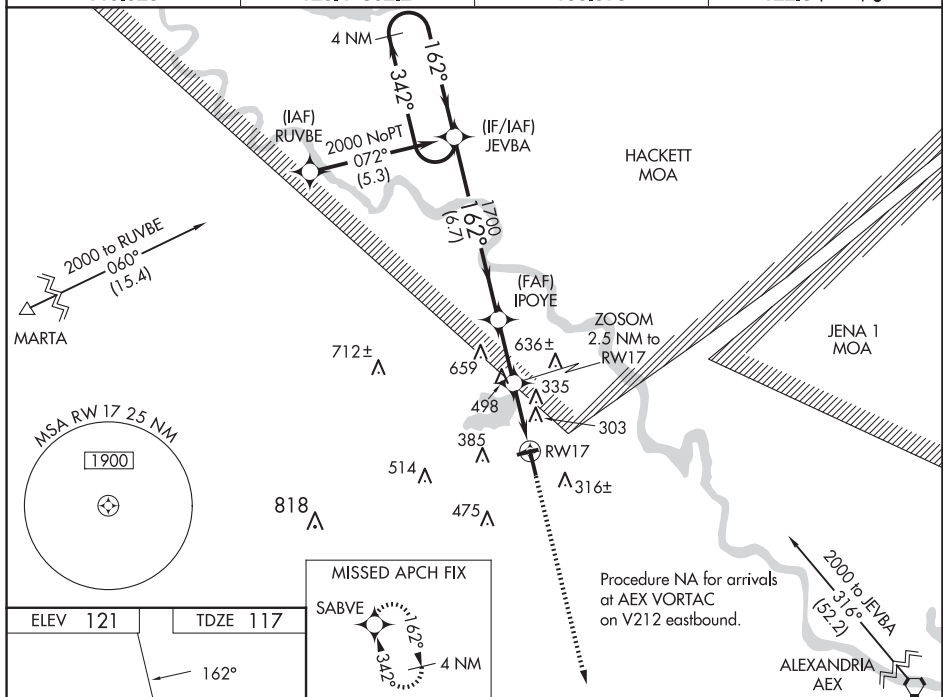 4 NM
162°
342°
(IAF)
RUVBE
2000 NoPT
072°
(5.3)
(IF/IAF)
JEVBA
HACKETT
MOA
1700
162°
(6.7)
2000 to RUVBE
060°
(15.4)
MARTA
(FAF)
IPOYE
ZOSOM
2.5 NM to
RW17
JENA 1
MOA
712±
659
636±
335
498
303
MSA RW 17 25 NM
1900
385
RW17
514
316±
818
475
MISSED APCH FIX
SABVE
162°
342°
4 NM
Procedure NA for arrivals
at AEX VORTAC
on V212 eastbound.
2000 to JEVBA
316°
(52.2)
ALEXANDRIA
AEX
ELEV 121
TDZE 117
162°